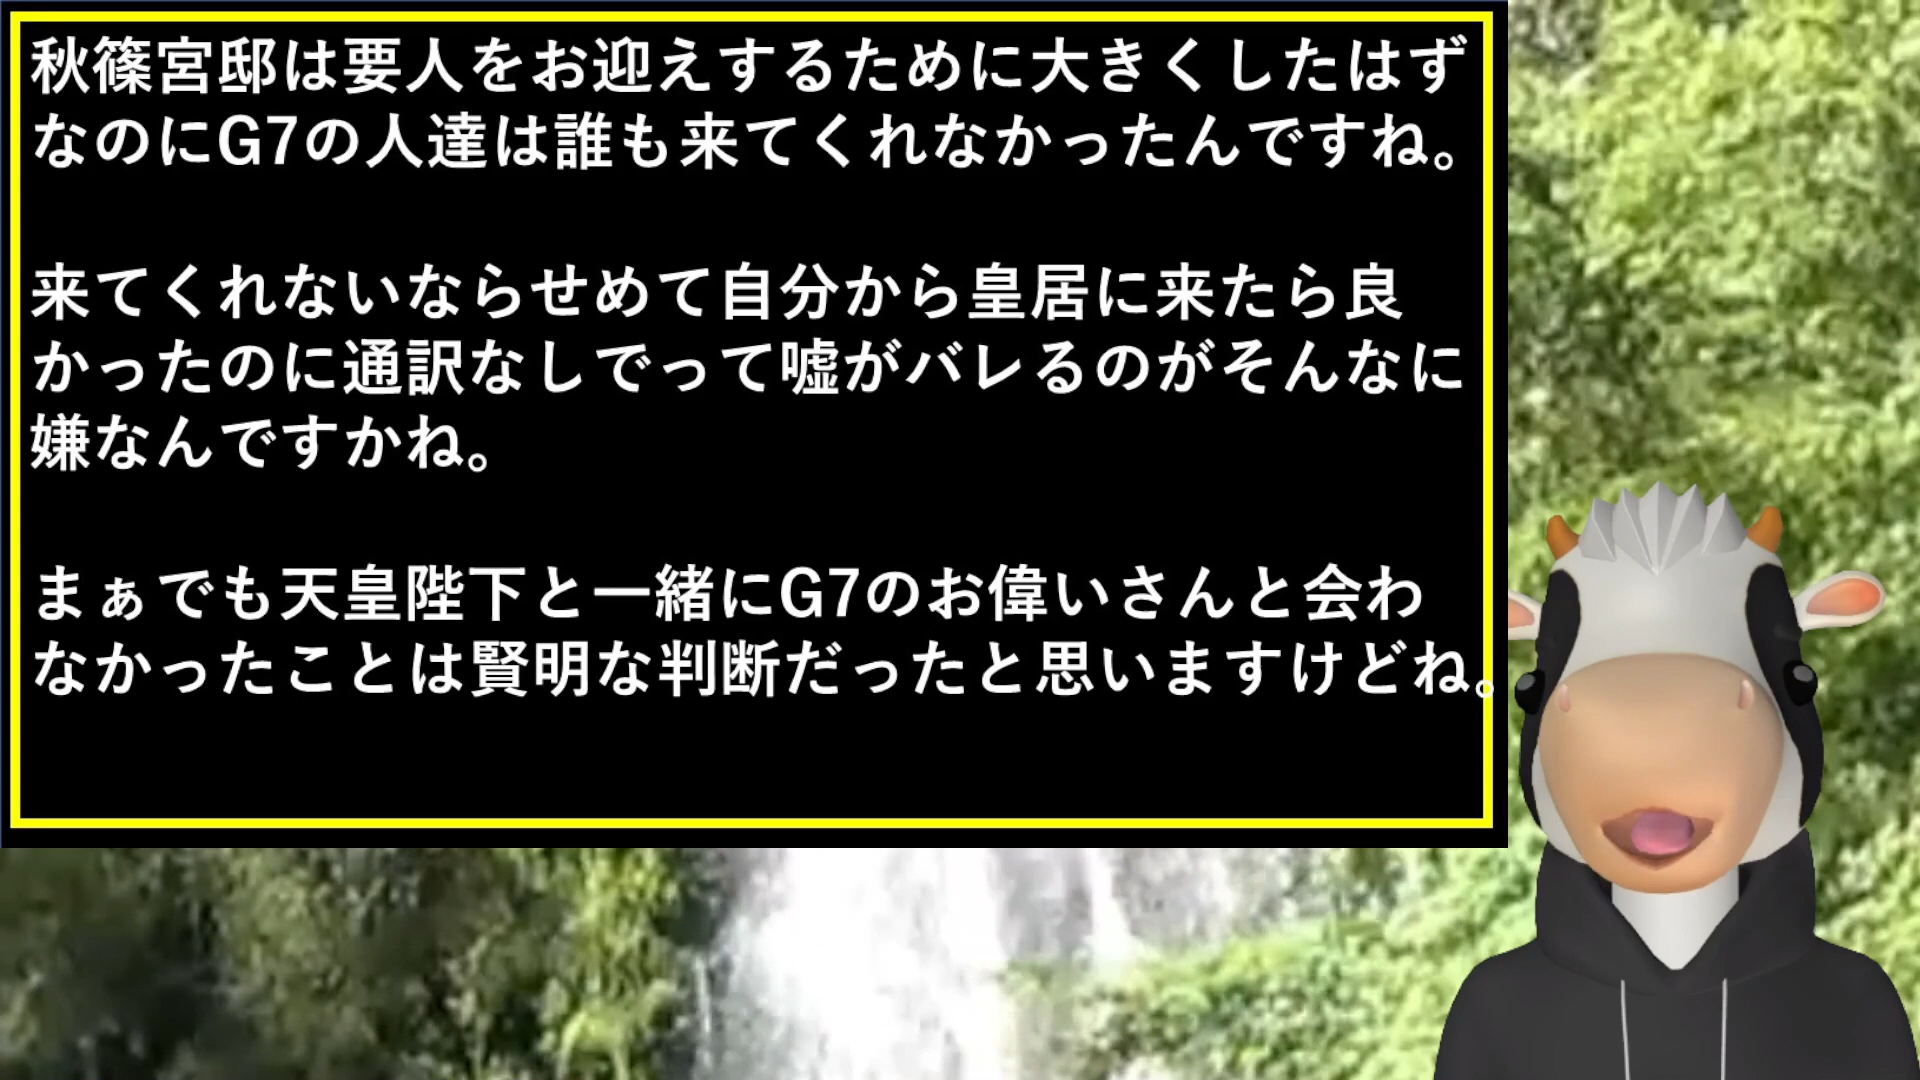 秋篠宮邸は要人をお迎えするために大きくしたはず
なのにG7の人達は誰も来てくれなかったんですね。
来てくれないならせめて自分から皇居に来たら良
かったのに通訳なしでって嘘がバレるのがそんなに
嫌なんですかね。
まぁでも天皇陛下と一緒にG7のお偉いさんと会わ
なかったことは賢明な判断だったと思いますけどね。